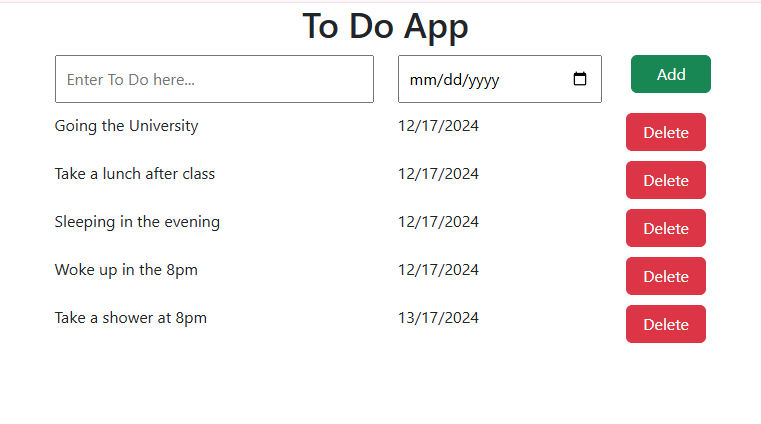 To Do App
Enter To Do here... mm/dd/yyyy Add
Going the University 12/17/2024 Delete
Take a lunch after class 12/17/2024 Delete
Sleeping in the evening 12/17/2024 Delete
Woke up in the 8pm 12/17/2024 Delete
Take a shower at 8pm 13/17/2024 Delete